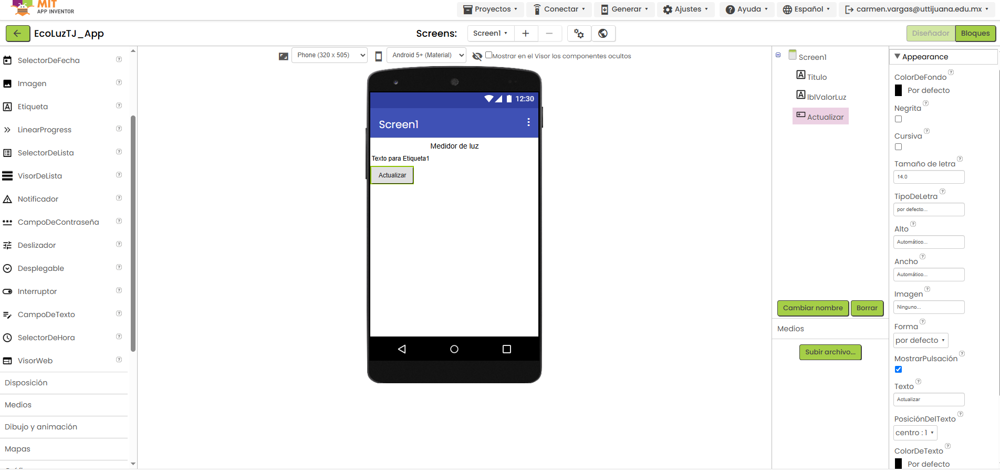 MIT
APP INVENTOR
Proyectos
Conectar
Generar
Ajustes
Ayuda
Español
carmen.vargas@uttijuana.edu.mx
EcoLuzTJ_App
Screens:
Screen1
Diseñador
Bloques
SelectorDeFecha
Imagen
Etiqueta
LinearProgress
SelectorDeLista
VisorDeLista
Notificador
CampoDeContraseña
Deslizador
Desplegable
Interruptor
CampoDeTexto
SelectorDeHora
VisorWeb
Disposición
Medios
Dibujo y animación
Mapas
Phone (320 x 505)
Android 5+ (Material)
Mostrar en el Visor los componentes ocultos
12:30
Screen1
Medidor de luz
Texto para Etiqueta1
Actualizar
Screen1
Titulo
lblValorLuz
Actualizar
Cambiar nombre
Borrar
Medios
Subir archivo...
Appearance
ColorDeFondo
Por defecto
Negrita
Cursiva
Tamaño de letra
14.0
TipoDeLetra
por defecto...
Alto
Automático...
Ancho
Automático...
Imagen
Ninguno...
Forma
por defecto
MostrarPulsación
Texto
Actualizar
PosiciónDelTexto
centro : 1
ColorDeTexto
Por defecto